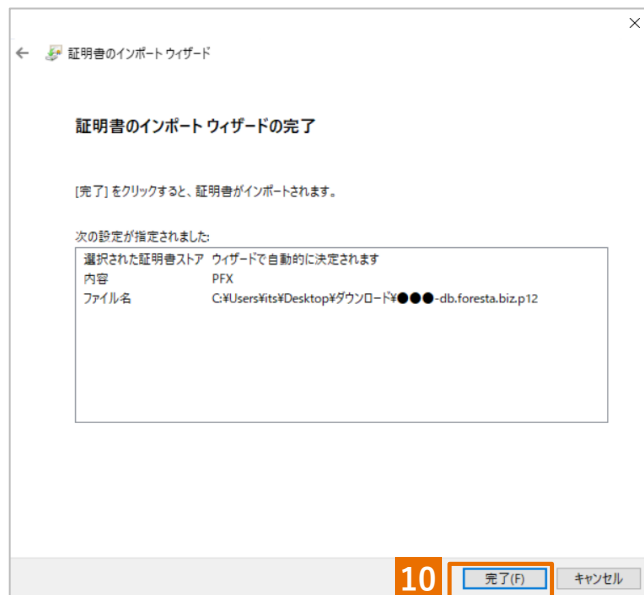 証明書のインポート ウィザード
証明書のインポート ウィザードの完了
[完了] をクリックすると、証明書がインポートされます。
次の設定が指定されました:
選択された証明書ストア ウィザードで自動的に決定されます
内容 PFX
ファイル名 C:¥Users¥its¥Desktop¥ダウンロード¥●●●-db.foresta.biz.p12
10 完了(F) キャンセル